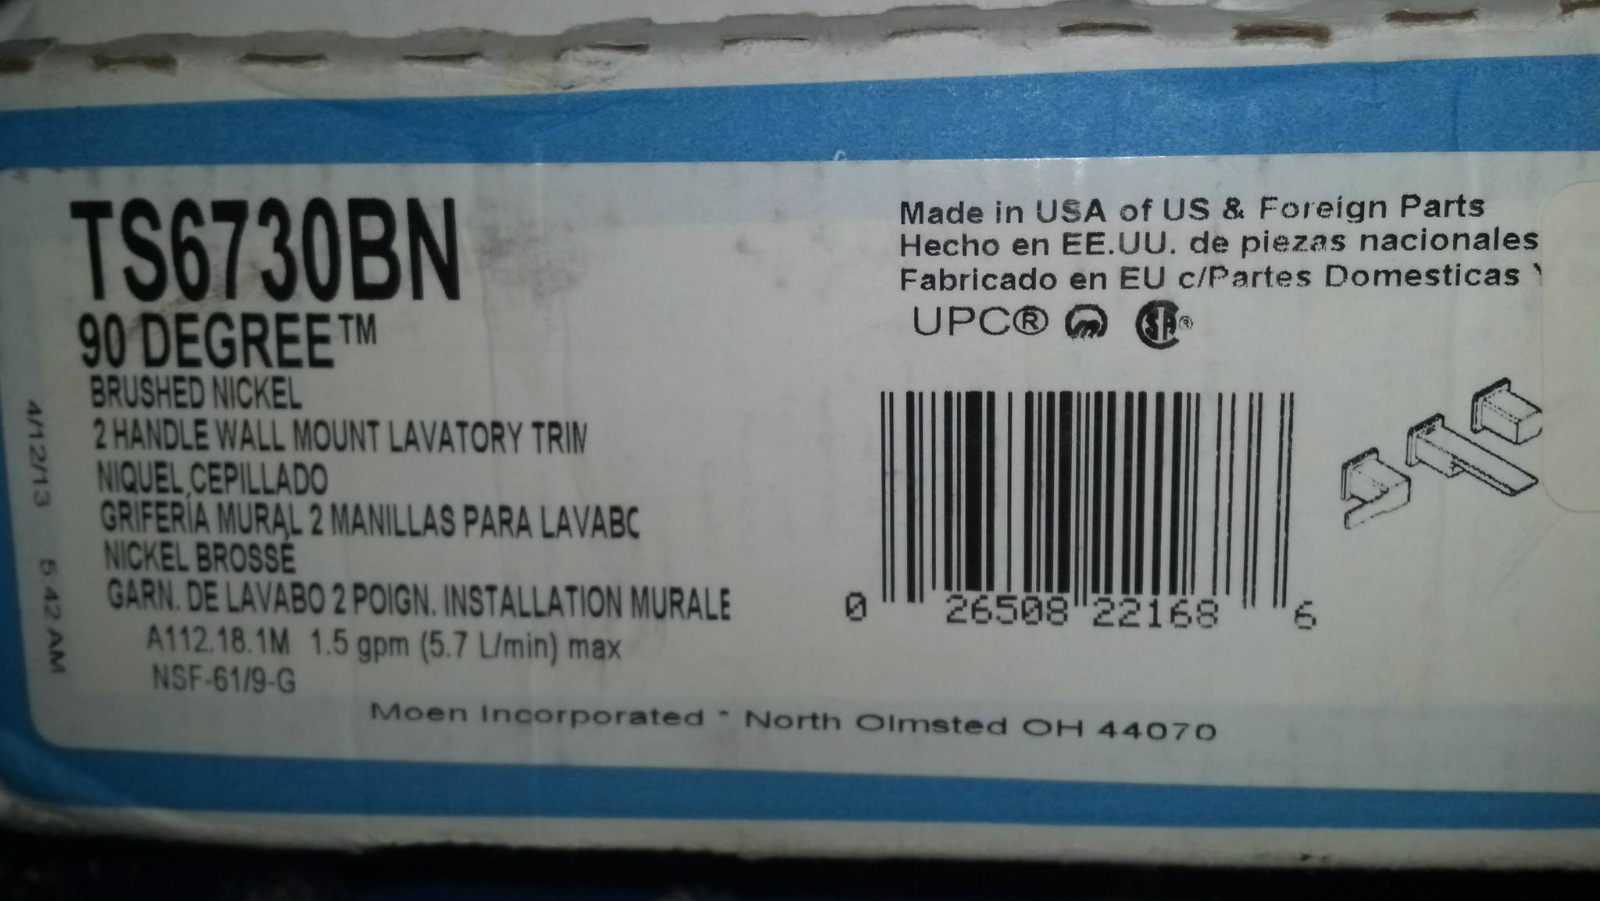 TS6730BN
90 DEGREE™
BRUSHED NICKEL
2 HANDLE WALL MOUNT LAVATORY TRIM
NIQUEL CEPILLADO
GRIFERÍA MURAL 2 MANILLAS PARA LAVABO
NICKEL BROSSÉ
GARN. DE LAVABO 2 POIGN. INSTALLATION MURALE
A112.18.1M 1.5 gpm (5.7 L/min) max
NSF-61/9-G
Moen Incorporated * North Olmsted OH 44070
4/12/13 5:42 AM
Made in USA of US & Foreign Parts
Hecho en EE.UU. de piezas nacionales
Fabricado en EU c/Partes Domesticas Y
UPC® SA®
0 26508 22168 6